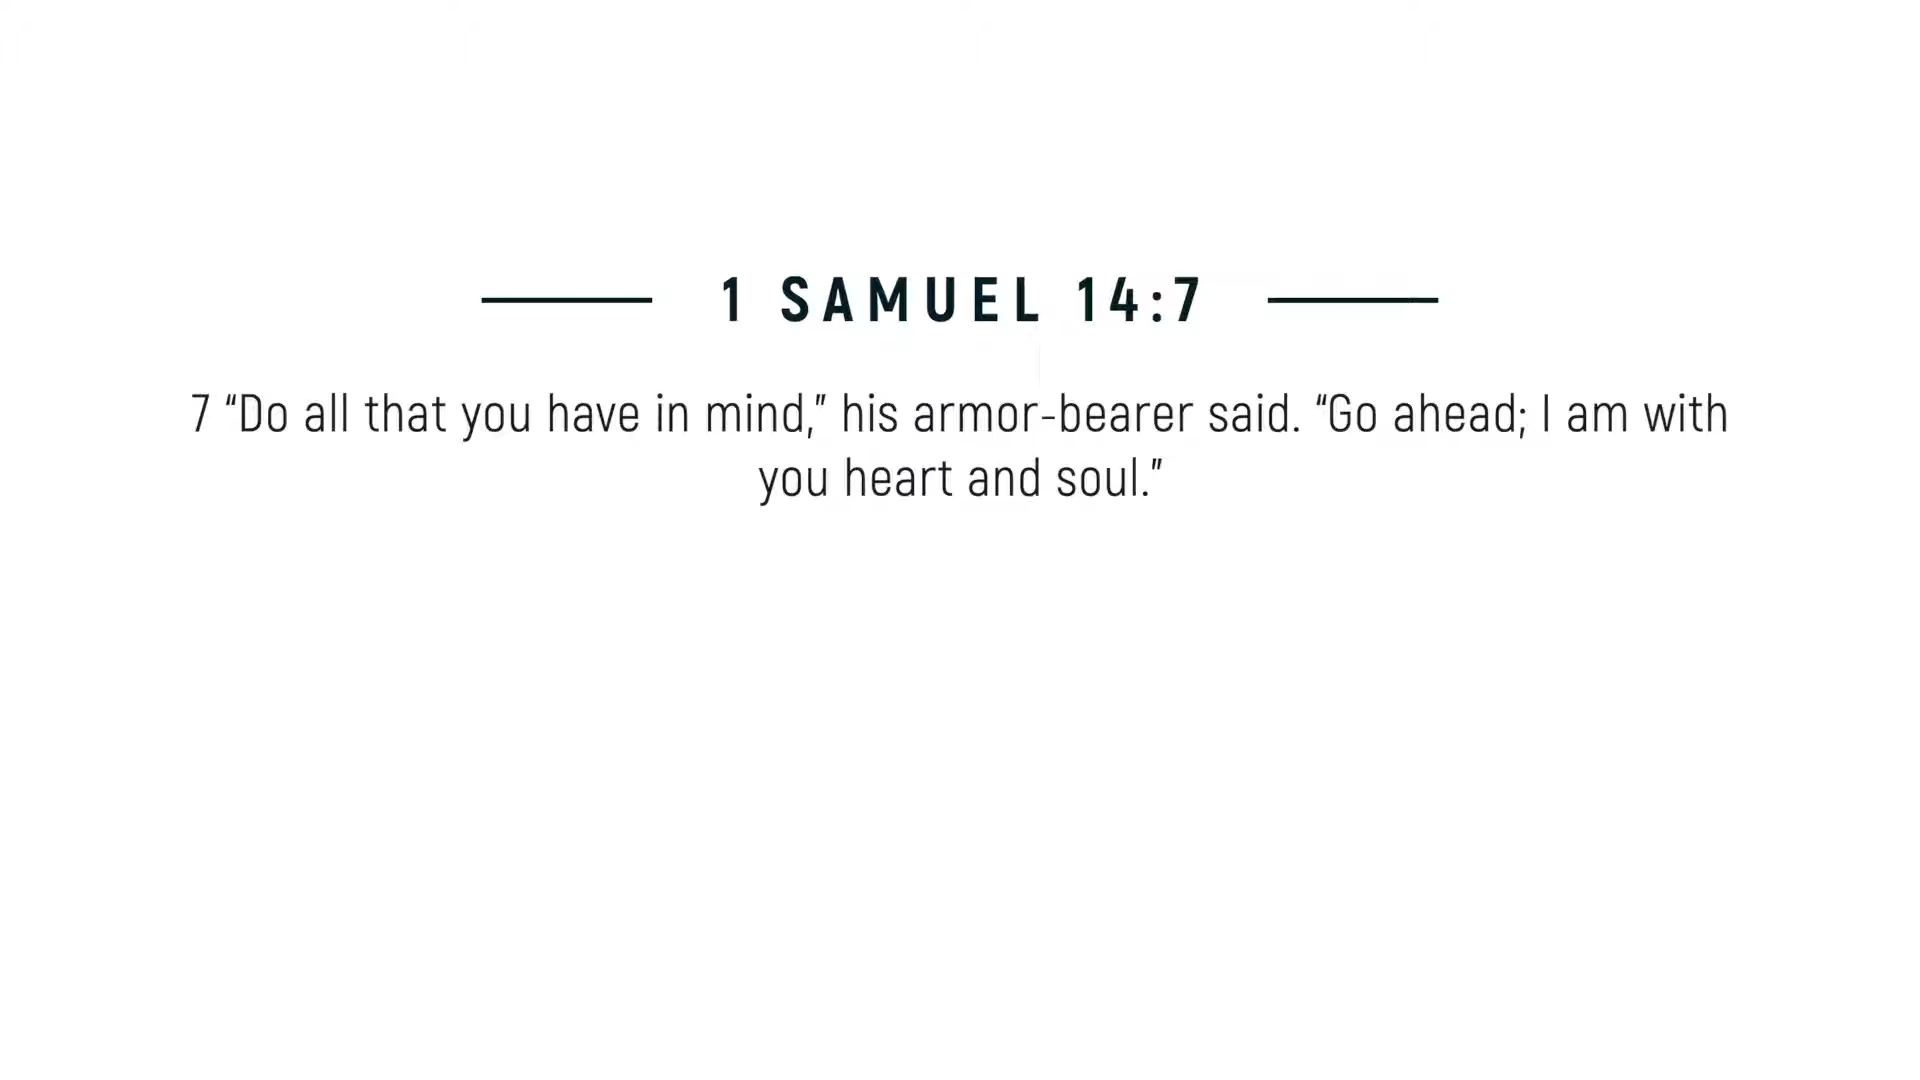 1 SAMUEL 14:7
7 “Do all that you have in mind,” his armor-bearer said. “Go ahead; I am with
you heart and soul.”